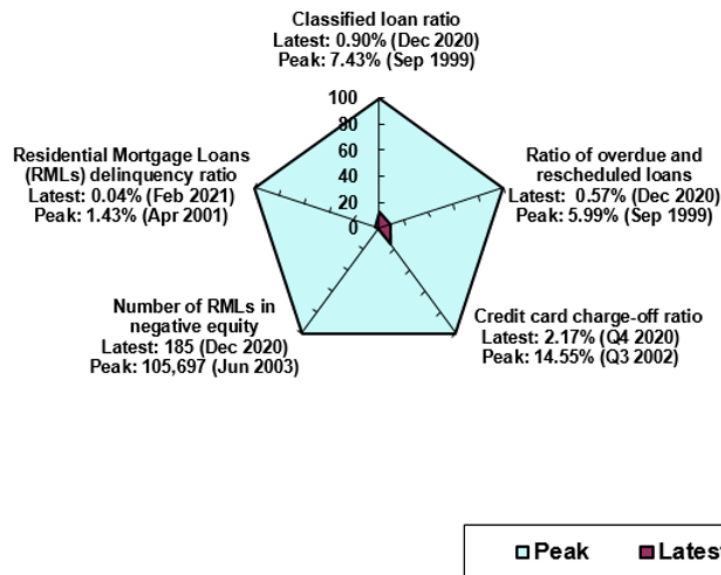 Classified loan ratio
Latest: 0.90% (Dec 2020)
Peak: 7.43% (Sep 1999)
100
80
60
40
20
0
Residential Mortgage Loans
(RMLs) delinquency ratio
Latest: 0.04% (Feb 2021)
Peak: 1.43% (Apr 2001)
Ratio of overdue and
rescheduled loans
Latest: 0.57% (Dec 2020)
Peak: 5.99% (Sep 1999)
Number of RMLs in
negative equity
Latest: 185 (Dec 2020)
Peak: 105,697 (Jun 2003)
Credit card charge-off ratio
Latest: 2.17% (Q4 2020)
Peak: 14.55% (Q3 2002)
Peak
Latest